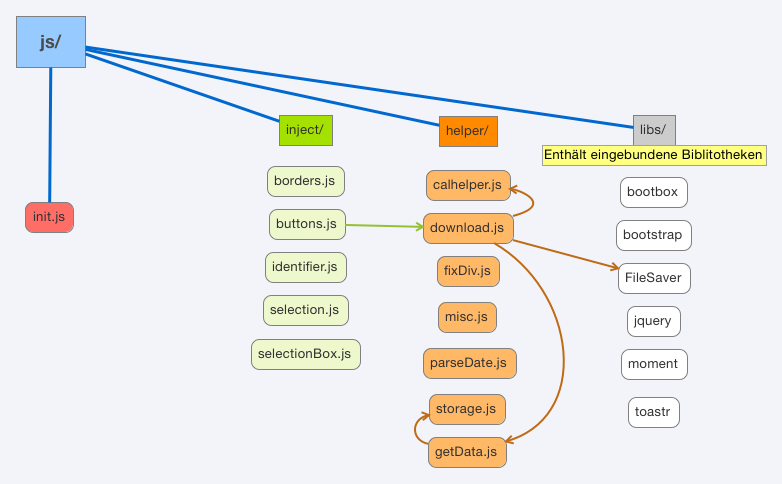 js/
inject/
helper/
libs/
Enthält eingebundene Biblitotheken
init.js
borders.js
buttons.js
identifier.js
selection.js
selectionBox.js
calhelper.js
download.js
fixDiv.js
misc.js
parseDate.js
storage.js
getData.js
bootbox
bootstrap
FileSaver
jquery
moment
toastr